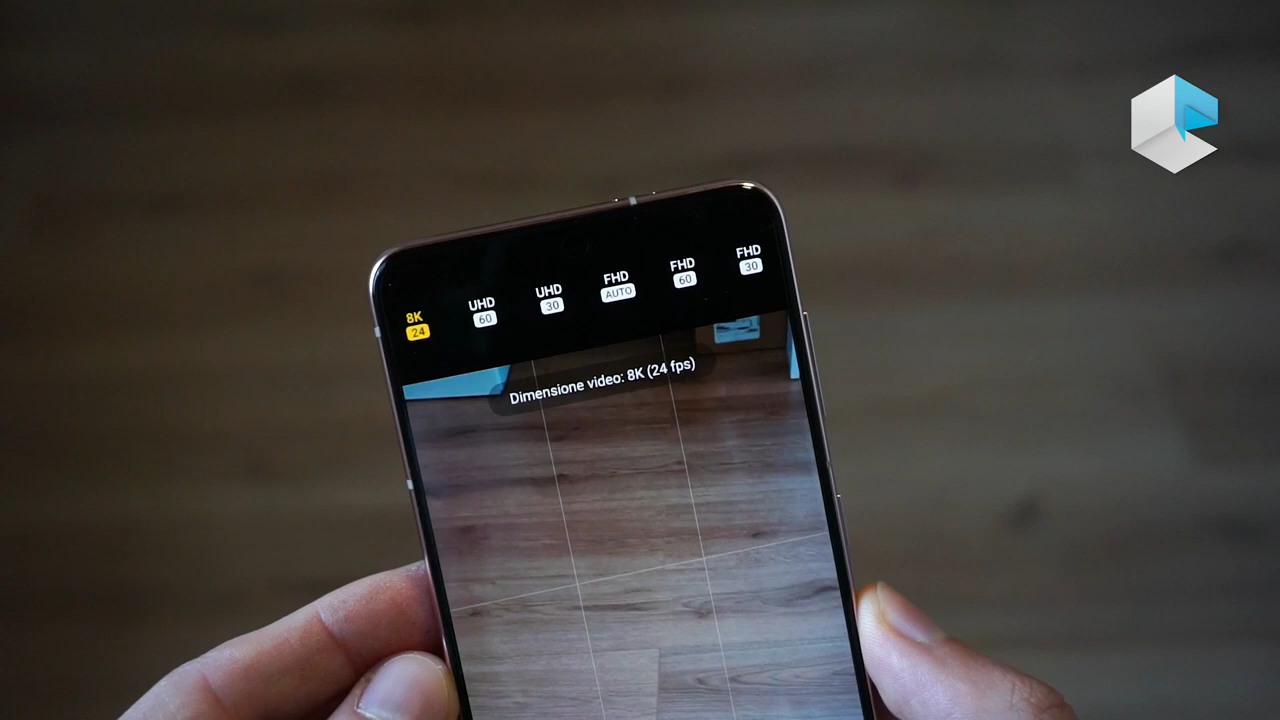 8K
24
UHD
60
UHD
30
FHD
AUTO
FHD
60
FHD
30
Dimensione video: 8K (24 fps)